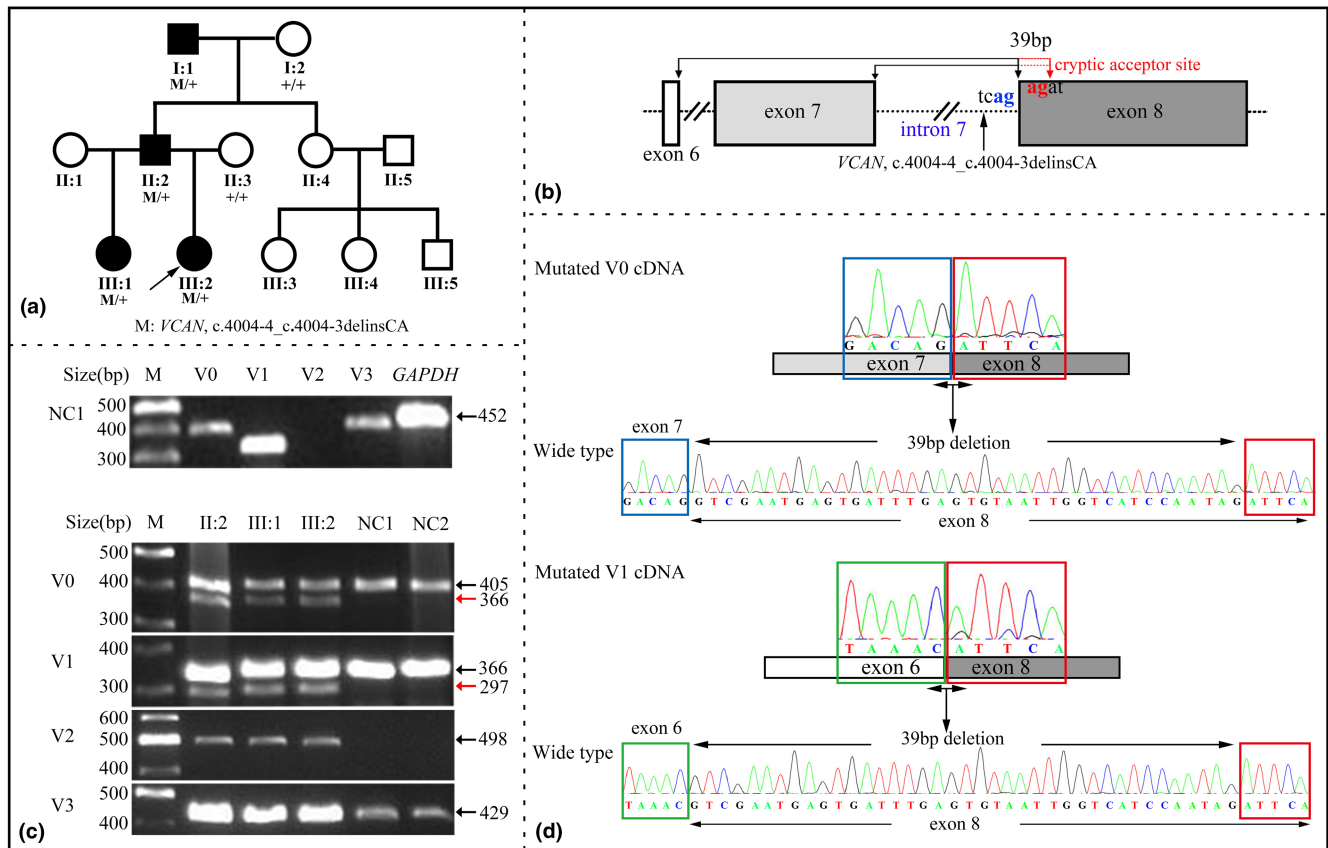 I:1
M/+
I:2
+/+
II:1
II:2
M/+
II:3
+/+
II:4
II:5
III:1
M/+
III:2
M/+
III:3
III:4
III:5
(a)
M: VCAN, c.4004-4_c.4004-3delinsCA
39bp
cryptic acceptor site
tcag
agat
exon 7
exon 8
intron 7
exon 6
VCAN, c.4004-4_c.4004-3delinsCA
(b)
Size(bp) M V0 V1 V2 V3 GAPDH
NC1
500
400
300
452
Size(bp) M II:2 III:1 III:2 NC1 NC2
V0
500
400
300
405
366
V1
400
300
366
297
V2
600
500
400
498
V3
500
400
429
(c)
Mutated V0 cDNA
G A C A G A T T C A
exon 7 exon 8
exon 7
39bp deletion
Wide type
G A C A G G T C G A A T G A G T G A T T T G A G T G T A A T T G G T C A T C C A A T A G A T T C A
exon 8
Mutated V1 cDNA
T A A A C A T T C A
exon 6 exon 8
exon 6
39bp deletion
Wide type
T A A A C G T C G A A T G A G T G A T T T G A G T G T A A T T G G T C A T C C A A T A G A T T C A
exon 8
(d)